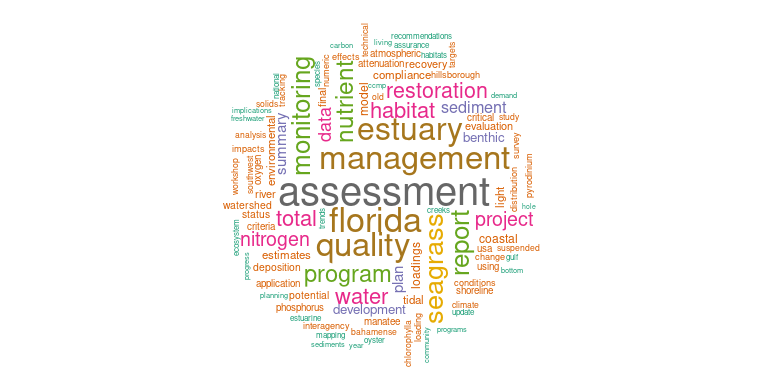 recommendations
carbon
living
assurance
technical
atmospheric
habitats
effects
targets
attenuation
recovery
species
numeric
national
tracking
monitoring
nutrient
compliance
hillsborough
ccmp
model
restoration
demand
final
old
solids
implications
freshwater
data
habitat
sediment
critical
study
estuary
evaluation
analysis
environmental
summary
benthic
impacts
management
survey
workshop
southwest
oxygen
pyrodinium
assessment
river
light
distribution
watershed
status
total
trends
florida
creeks
hole
project
criteria
nitrogen
quality
report
coastal
ecosystem
estimates
loadings
seagrass
usa
suspended
change
gulf
progress
deposition
program
plan
using
bottom
application
conditions
planning
potential
water
tidal
shoreline
phosphorus
development
climate
update
estuarine
interagency
manatee
loading
programs
mapping
bahamense
chlorophylla
community
oyster
sediments
year